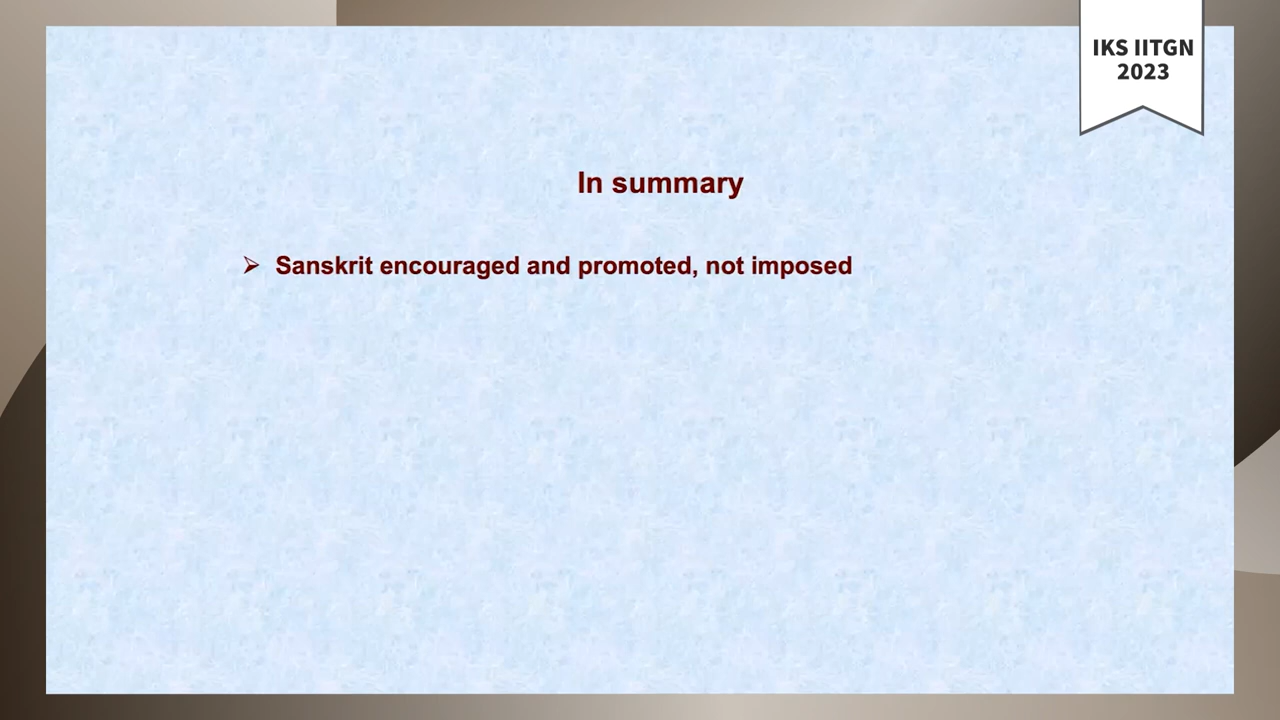 IKS IITGN
2023
In summary
➢ Sanskrit encouraged and promoted, not imposed